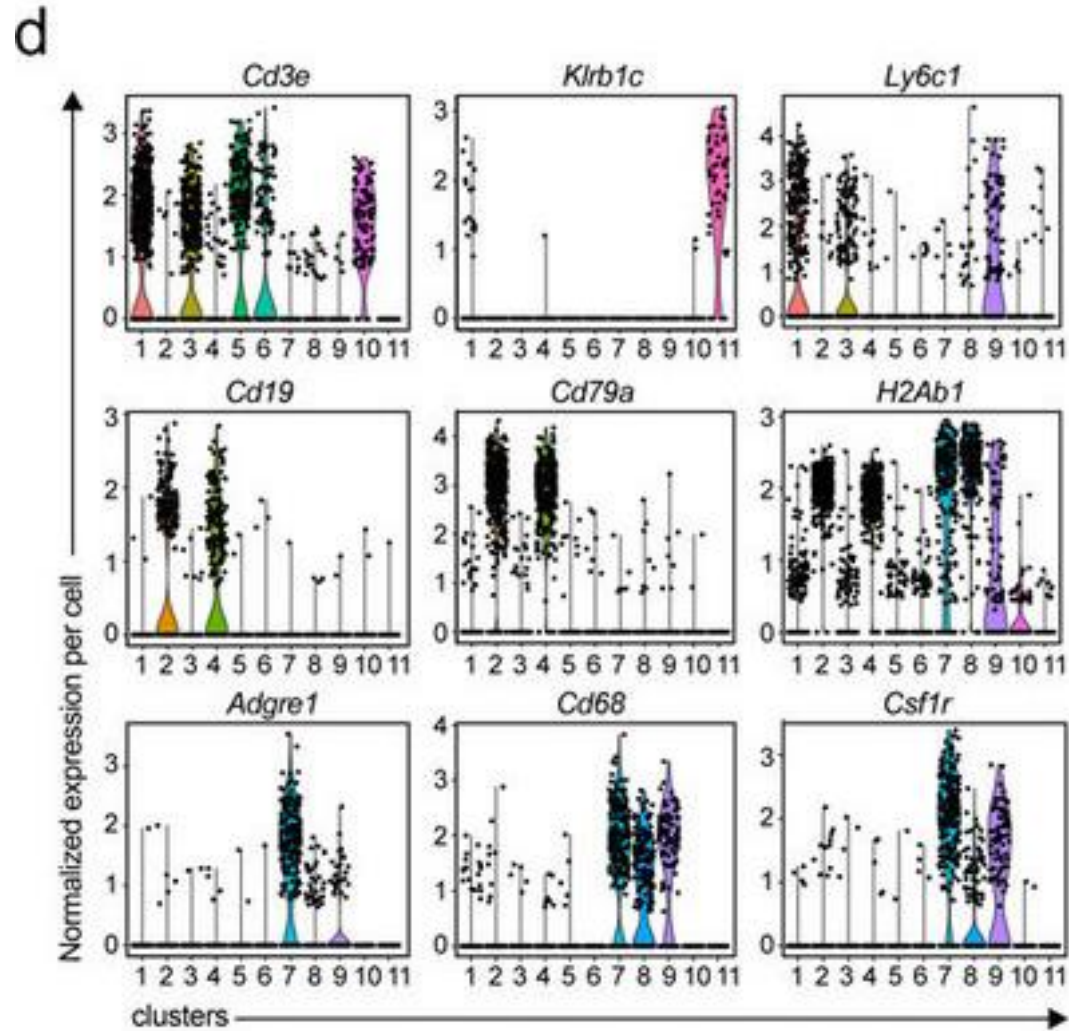 d
Cd3e Klrb1c Ly6c1
3 2 1 0
3 2 1 0
4 3 2 1 0
1 2 3 4 5 6 7 8 9 10 11
1 2 3 4 5 6 7 8 9 10 11
1 2 3 4 5 6 7 8 9 10 11
Cd19 Cd79a H2Ab1
3 2 1 0
4 3 2 1 0
3 2 1 0
1 2 3 4 5 6 7 8 9 10 11
1 2 3 4 5 6 7 8 9 10 11
1 2 3 4 5 6 7 8 9 10 11
Adgre1 Cd68 Csf1r
3 2 1 0
4 3 2 1 0
3 2 1 0
1 2 3 4 5 6 7 8 9 10 11
1 2 3 4 5 6 7 8 9 10 11
1 2 3 4 5 6 7 8 9 10 11
Normalized expression per cell
clusters